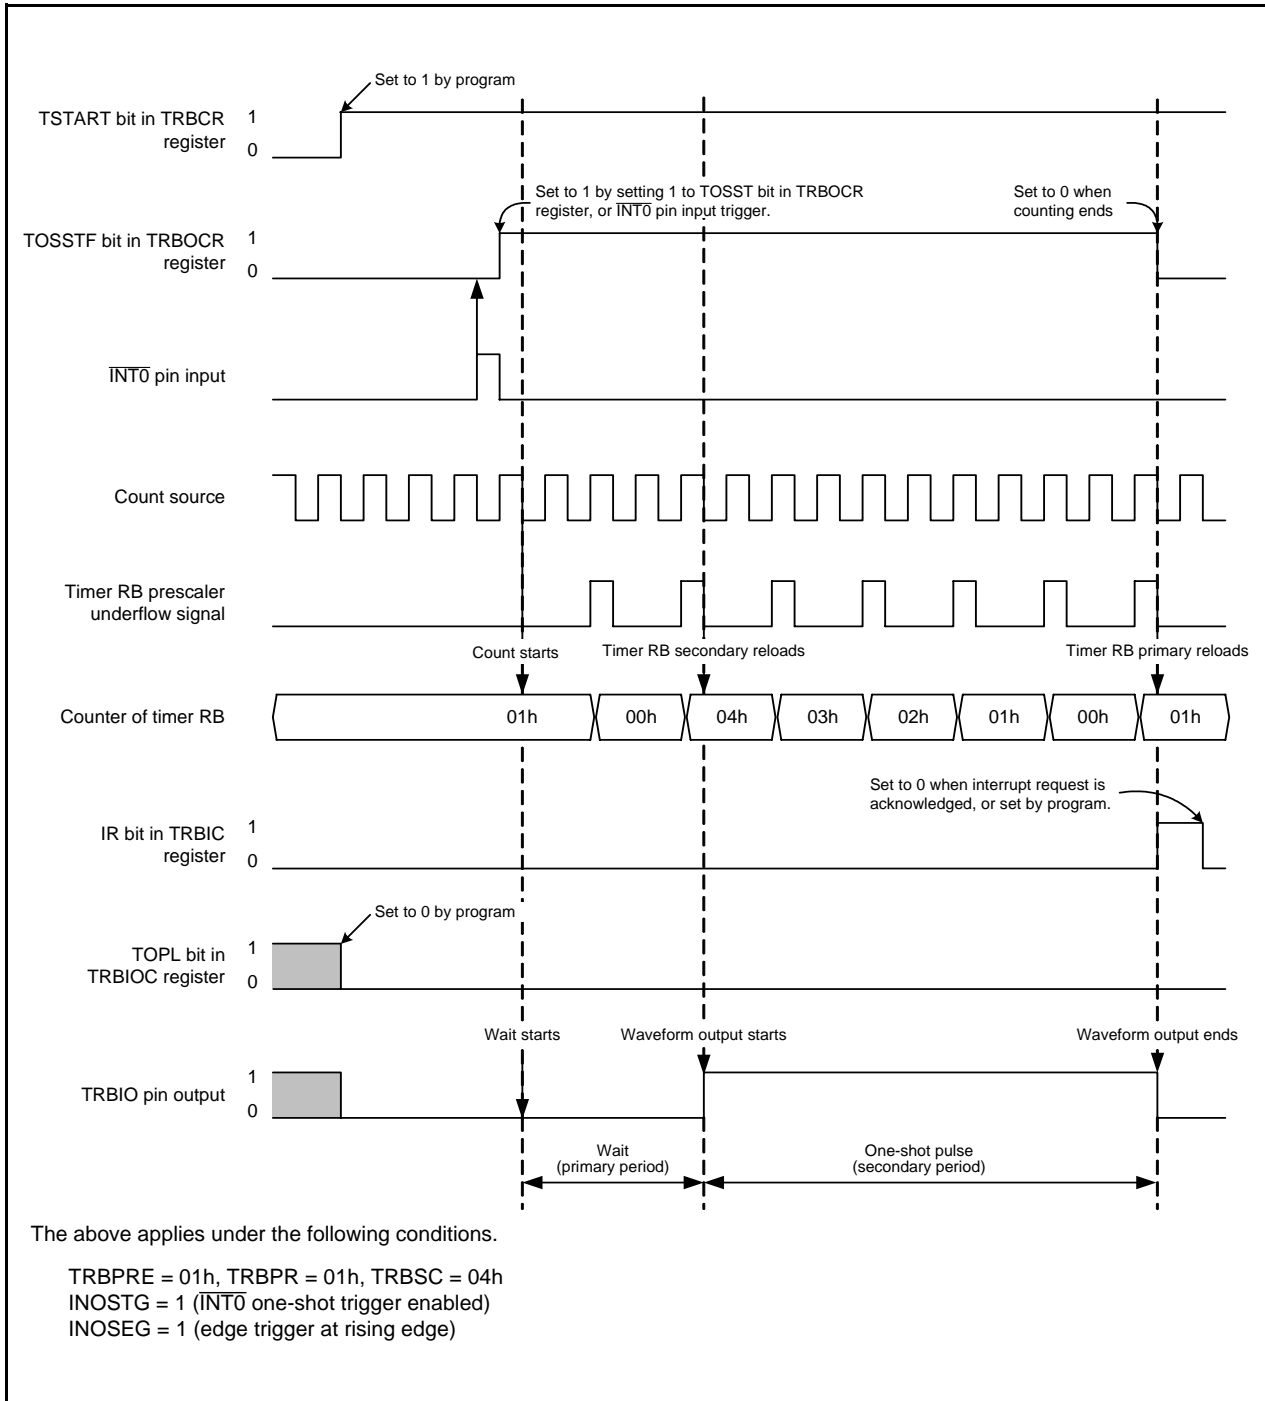 Set to 1 by program
TSTART bit in TRBCR
register
1
0
Set to 1 by setting 1 to TOSST bit in TRBOCR
register, or INT0 pin input trigger.
Set to 0 when
counting ends
TOSSTF bit in TRBOCR
register
1
0
INT0 pin input
Count source
Timer RB prescaler
underflow signal
Count starts
Timer RB secondary reloads
Timer RB primary reloads
Counter of timer RB
01h 00h 04h 03h 02h 01h 00h 01h
Set to 0 when interrupt request is
acknowledged, or set by program.
IR bit in TRBIC
register
1
0
Set to 0 by program
TOPL bit in
TRBIOC register
1
0
Wait starts
Waveform output starts
Waveform output ends
TRBIO pin output
1
0
Wait
(primary period)
One-shot pulse
(secondary period)
The above applies under the following conditions.
TRBPRE = 01h, TRBPR = 01h, TRBSC = 04h
INOSTG = 1 (INT0 one-shot trigger enabled)
INOSEG = 1 (edge trigger at rising edge)